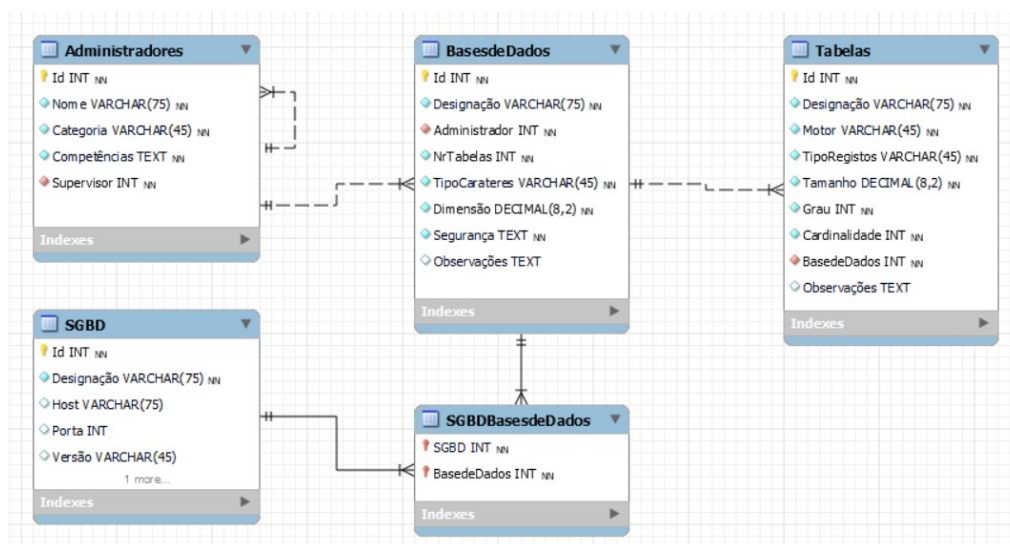 Administradores
Id INT NN
Nome VARCHAR(75) NN
Categoria VARCHAR(45) NN
Competências TEXT NN
Supervisor INT NN
Indexes
BasesdeDados
Id INT NN
Designação VARCHAR(75) NN
Administrador INT NN
NrTabelas INT NN
TipoCarateres VARCHAR(45) NN
Dimensão DECIMAL(8,2) NN
Segurança TEXT NN
Observações TEXT
Indexes
Tabelas
Id INT NN
Designação VARCHAR(75) NN
Motor VARCHAR(45) NN
TipoRegistos VARCHAR(45) NN
Tamanho DECIMAL(8,2) NN
Grau INT NN
Cardinalidade INT NN
BasedeDados INT NN
Observações TEXT
Indexes
SGBD
Id INT NN
Designação VARCHAR(75) NN
Host VARCHAR(75)
Porta INT
Versão VARCHAR(45)
1 more...
Indexes
SGBDBasesdeDados
SGBD INT NN
BasedeDados INT NN
Indexes